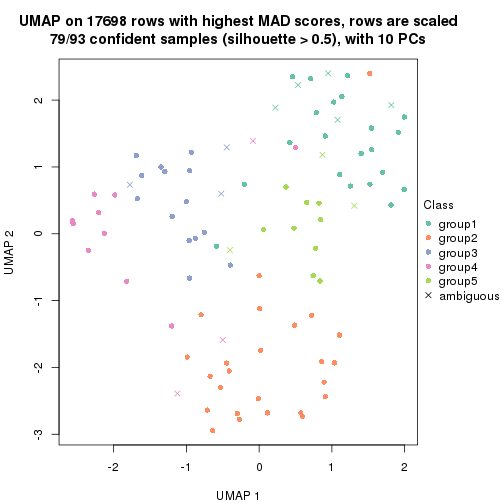 UMAP on 17698 rows with highest MAD scores, rows are scaled
79/93 confident samples (silhouette > 0.5), with 10 PCs
UMAP 2
2
1
0
-1
-2
-3
-2
-1
0
1
2
UMAP 1
Class
group1
group2
group3
group4
group5
ambiguous